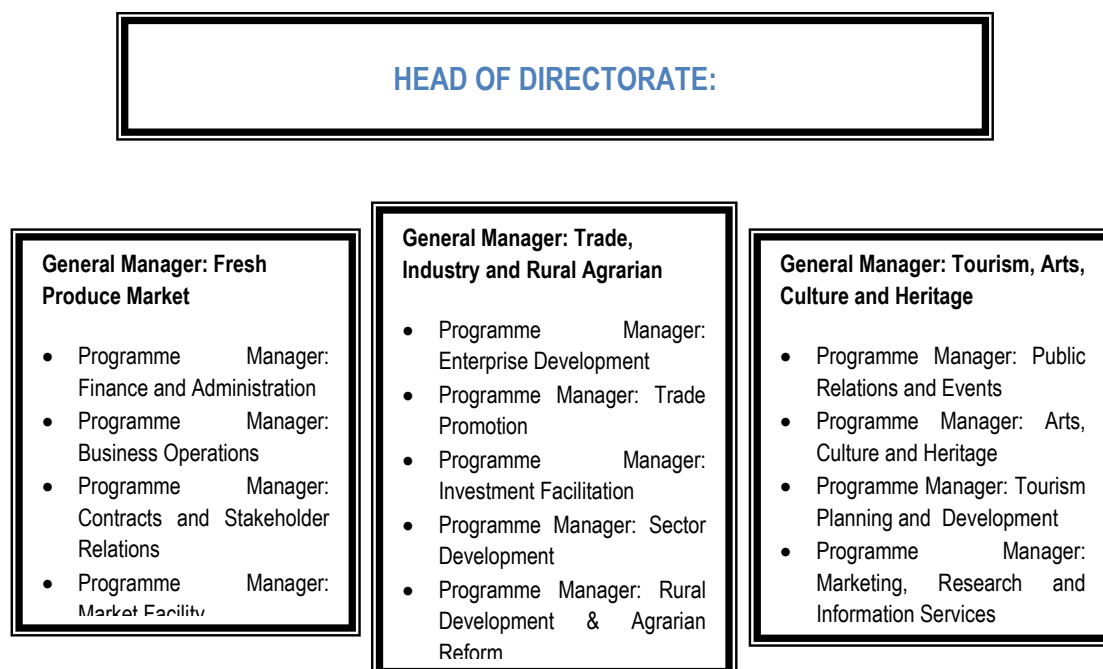 HEAD OF DIRECTORATE:
General Manager: Fresh
Produce Market
• Programme Manager:
Finance and Administration
• Programme Manager:
Business Operations
• Programme Manager:
Contracts and Stakeholder
Relations
• Programme Manager:
Market Facility
General Manager: Trade,
Industry and Rural Agrarian
• Programme Manager:
Enterprise Development
• Programme Manager: Trade
Promotion
• Programme Manager:
Investment Facilitation
• Programme Manager: Sector
Development
• Programme Manager: Rural
Development & Agrarian
Reform
General Manager: Tourism, Arts,
Culture and Heritage
• Programme Manager: Public
Relations and Events
• Programme Manager: Arts,
Culture and Heritage
• Programme Manager: Tourism
Planning and Development
• Programme Manager:
Marketing, Research and
Information Services